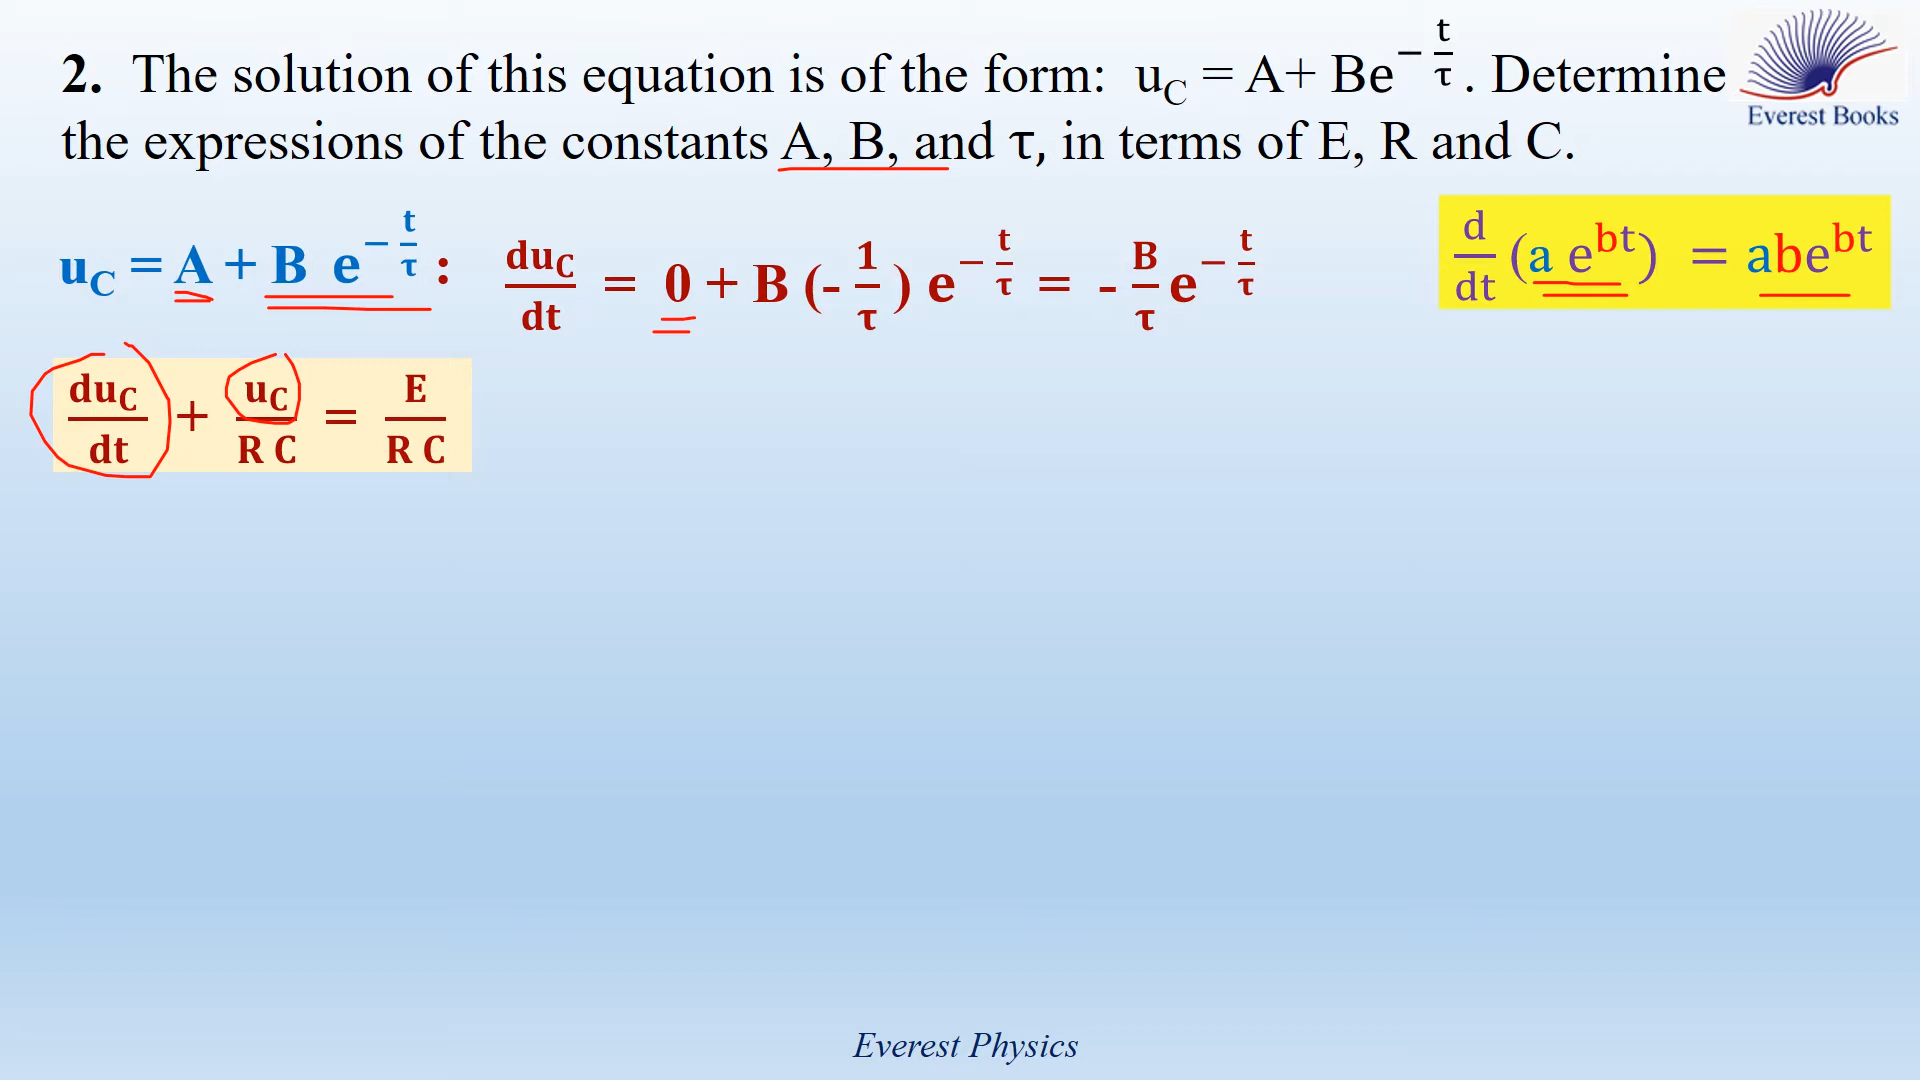 2. The solution of this equation is of the form: u_C = A+ Be^{-t/τ}. Determine
the expressions of the constants A, B, and τ, in terms of E, R and C.
Everest Books
u_C = A + B e^{-t/τ} : du_C/dt = 0 + B (-1/τ) e^{-t/τ} = -B/τ e^{-t/τ}
d/dt (a e^{bt}) = abe^{bt}
du_C/dt + u_C/R C = E/R C
Everest Physics